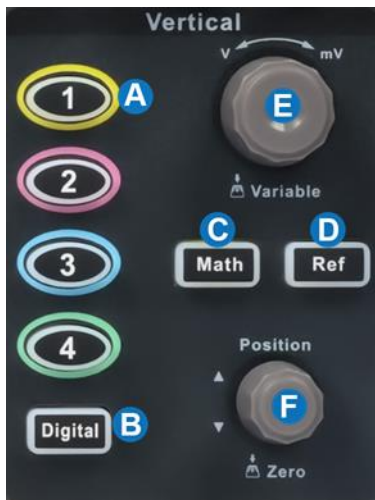 Vertical
V mV
1 A
E
2
Variable
C D
3
Math Ref
4
Position
F
Digital B
Zero